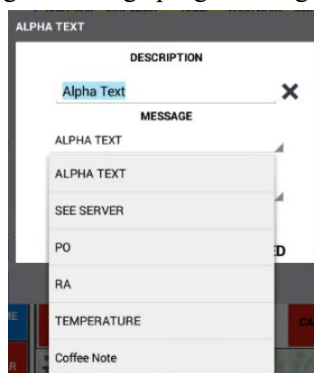 ALPHA TEXT
DESCRIPTION
Alpha Text
MESSAGE
ALPHA TEXT
ALPHA TEXT
SEE SERVER
PO
RA
TEMPERATURE
Coffee Note